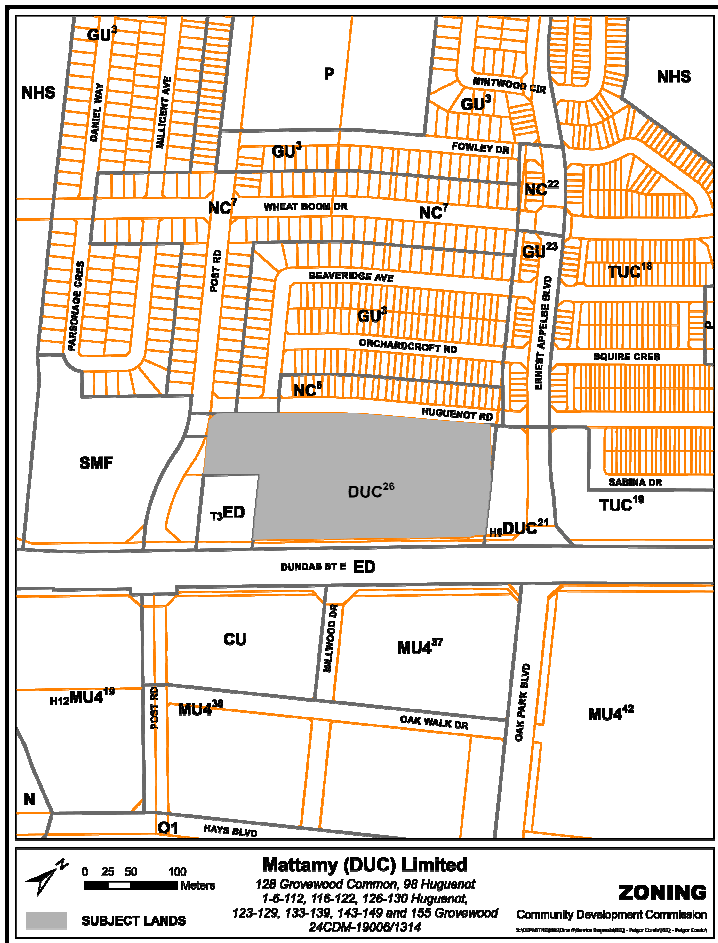 GU3
NHS
P
NHS
DANIEL WAY
MILLICENT AVE
MINTWOOD CIR
GU3
FOWLEY DR
GU3
NC22
NC7
WHEAT BOOM DR
NC7
GU23
POST RD
PARSONAGE CRES
BEAVERIDGE AVE
TUC18
P
GU3
ERNEST APPELBE BLVD
ORCHARDCROFT RD
SQUIRE CRES
NC5
HUGUENOT RD
SMF
DUC26
SABINA DR
TUC19
T3ED
H6DUC21
DUNDAS ST E ED
MILLWOOD DR
CU
MU437
OAK PARK BLVD
H12MU419
POST RD
MU438
OAK WALK DR
MU442
N
O1
HAYS BLVD
N
0 25 50 100
Meters
SUBJECT LANDS
Mattamy (DUC) Limited
128 Grovewood Common, 98 Huguenot
1-6-112, 116-122, 126-130 Huguenot,
123-129, 133-139, 143-149 and 155 Grovewood
24CDM-19006/1314
ZONING
Community Development Commission